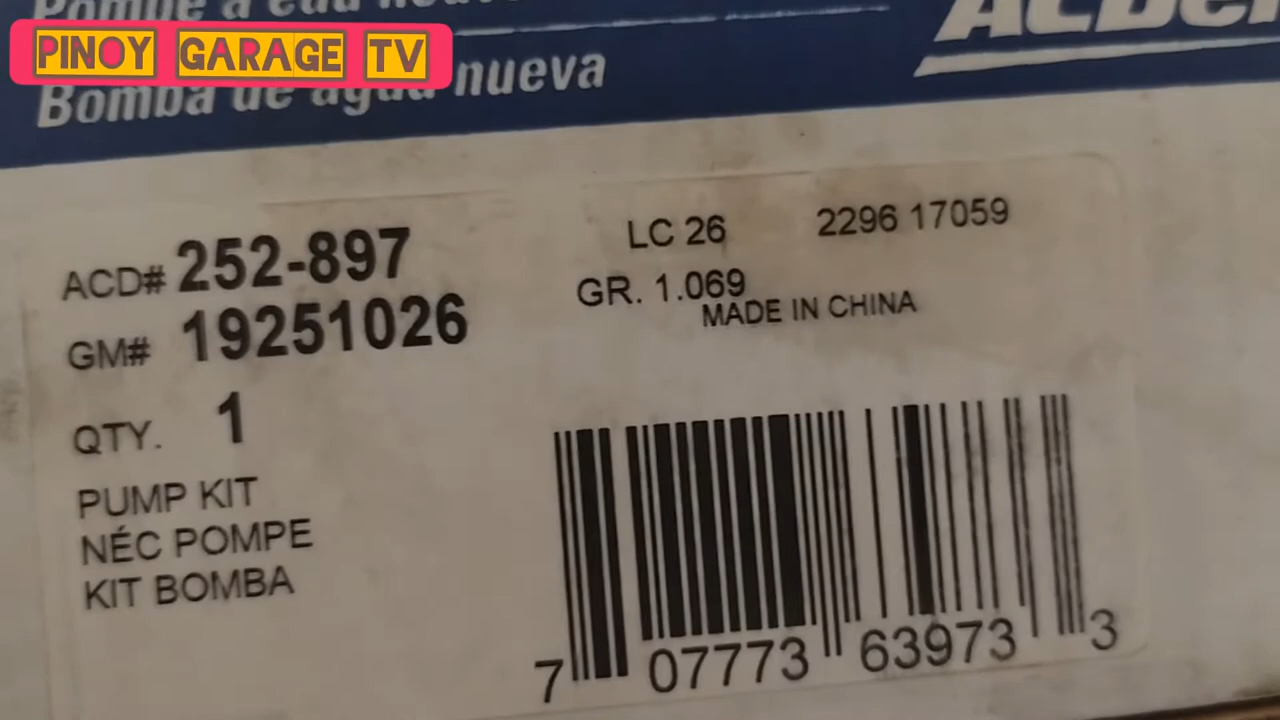 Pompe à eau neuve
ACDel
PINOY GARAGE TV
Bomba de agua nueva
ACD# 252-897
GM# 19251026
QTY. 1
PUMP KIT
NÉC POMPE
KIT BOMBA
LC 26 2296 17059
GR. 1.069
MADE IN CHINA
7 07773 63973 3